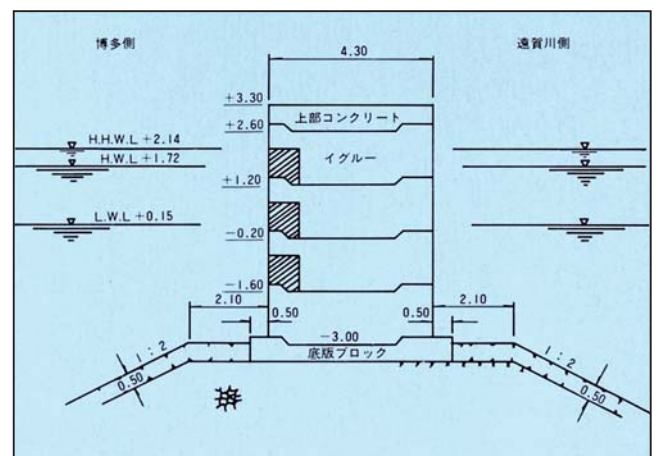 博多側
遠賀川側
4.30
+3.30
上部コンクリート
+2.60
H.H.W.L +2.14
イグルー
H.W.L +1.72
+1.20
L.W.L +0.15
-0.20
-1.60
2.10
2.10
0.50
0.50
-3.00
底版ブロック
1:2
1:2
0.50
0.50